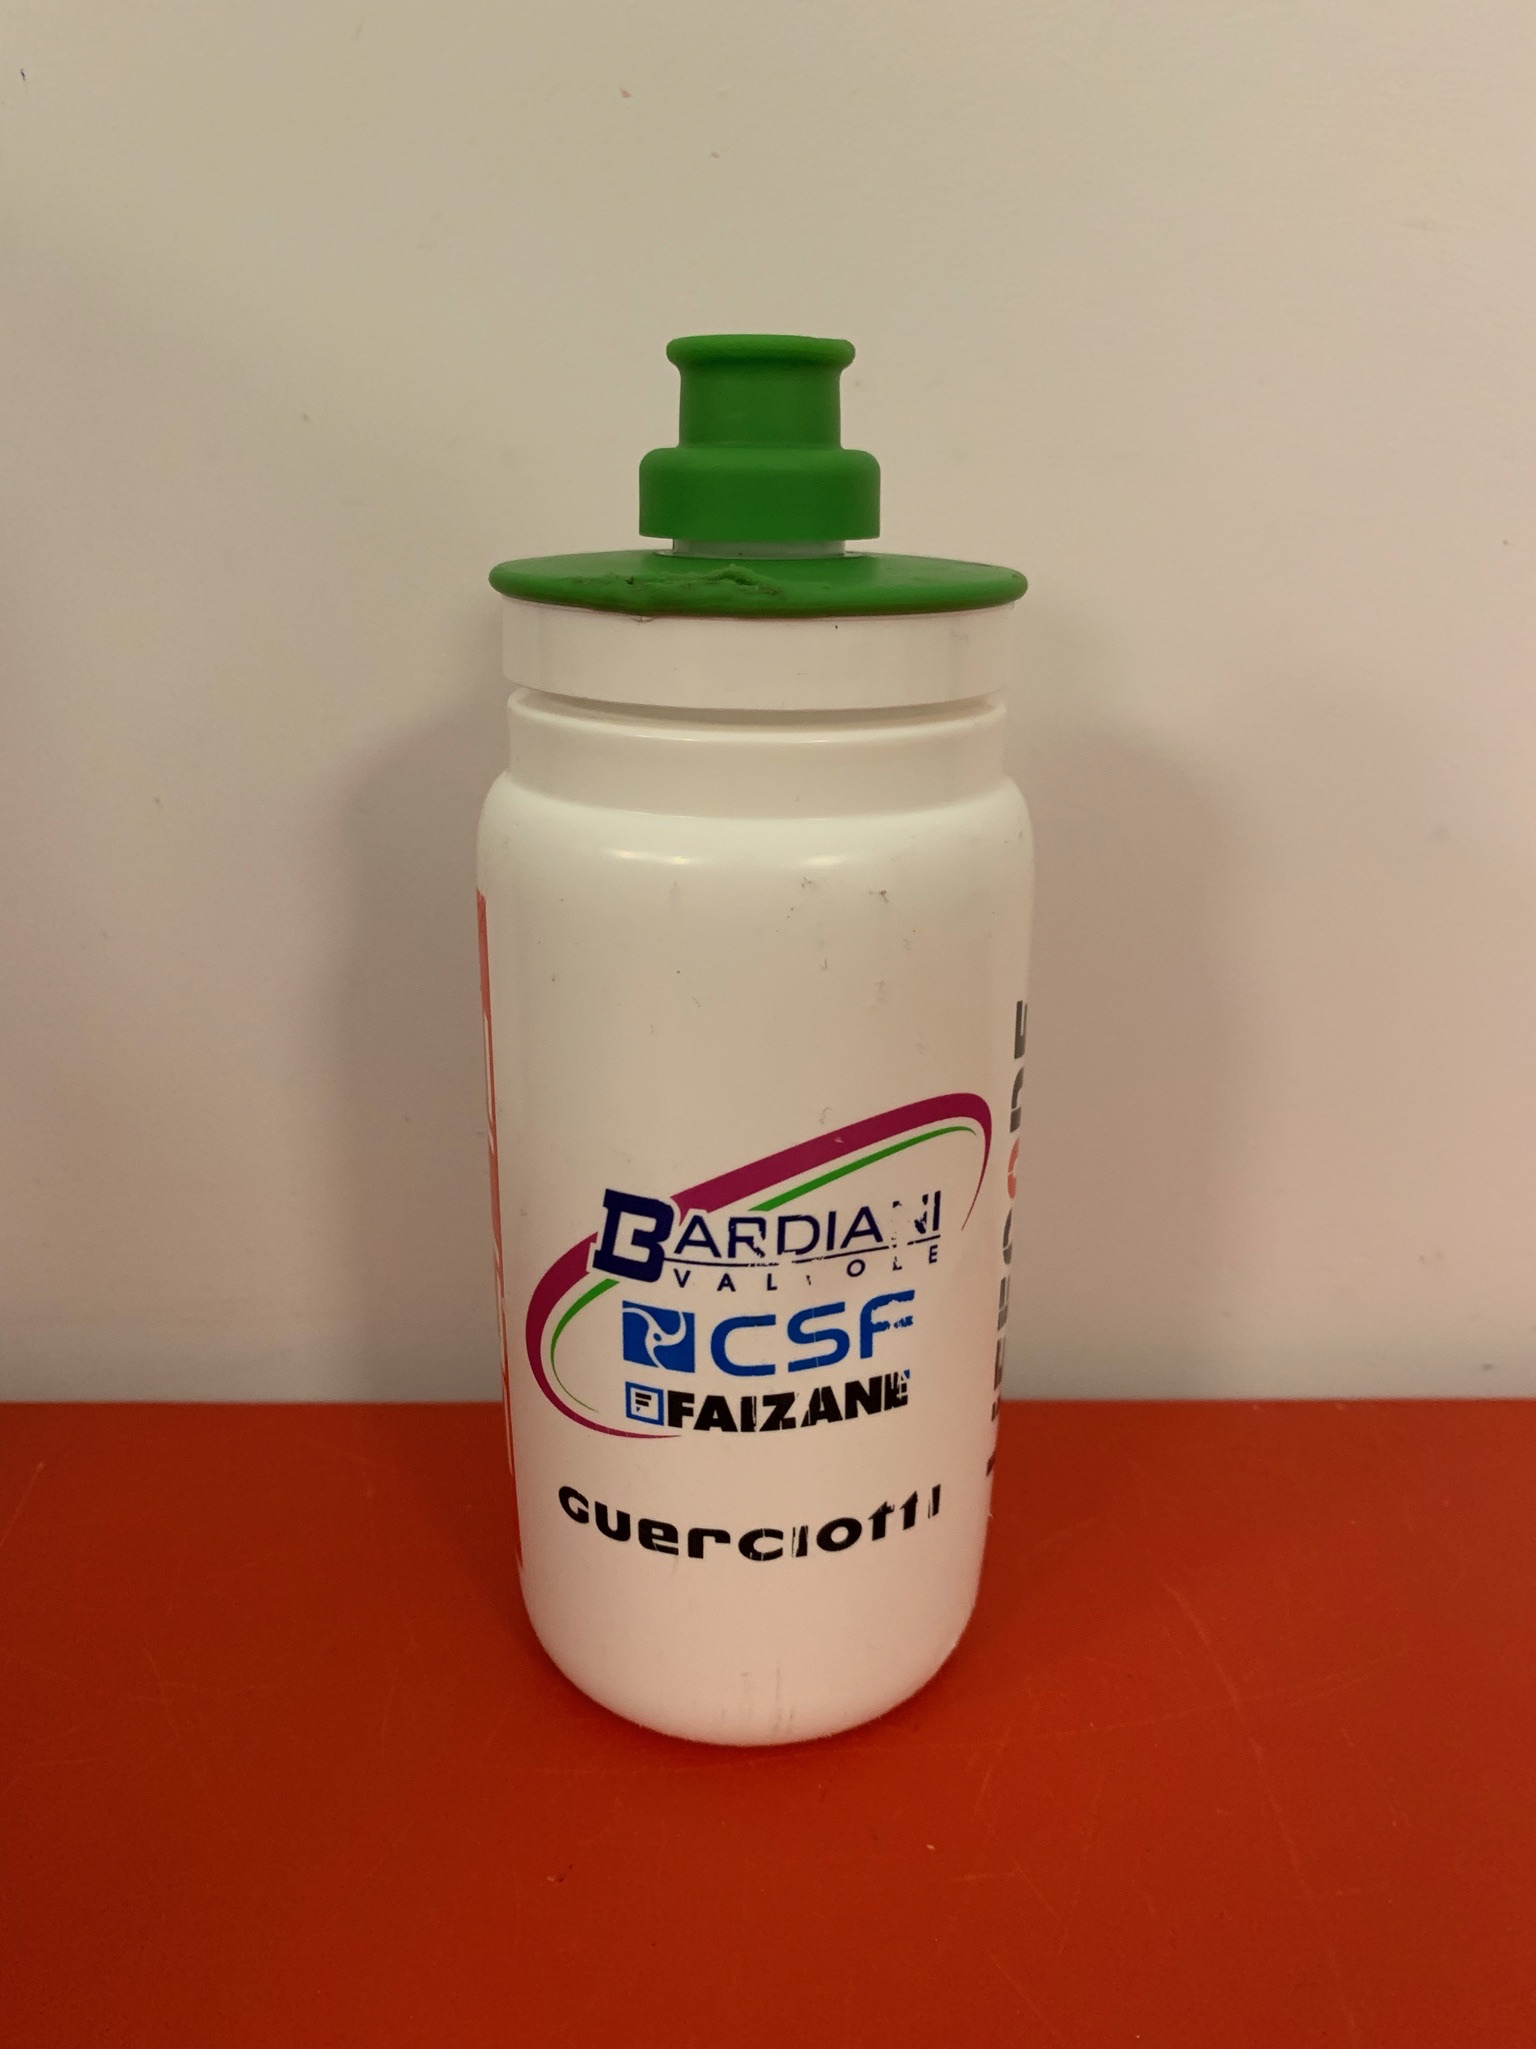 BARDIANI
VALVOLE
CSF
FAIZANE
GUERCIOTTI